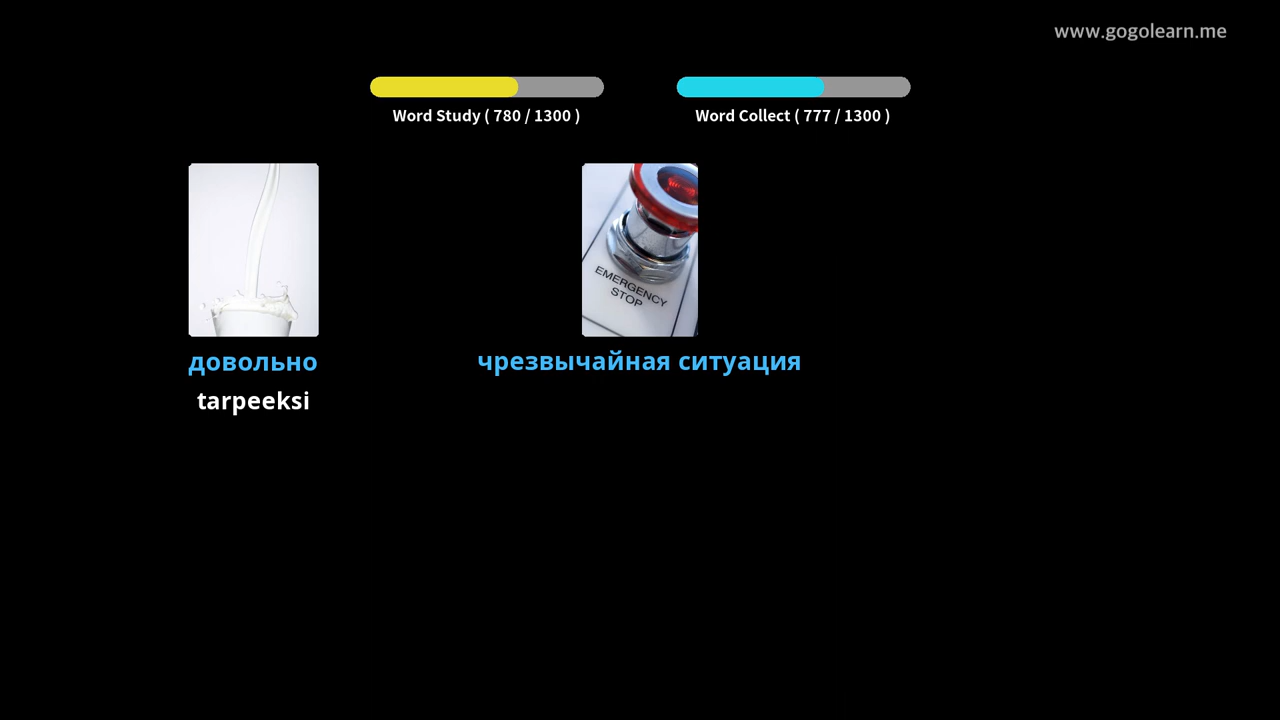 www.gogolearn.me
Word Study ( 780 / 1300 )
Word Collect ( 777 / 1300 )
EMERGENCY
STOP
довольно
чрезвычайная ситуация
tarpeeksi